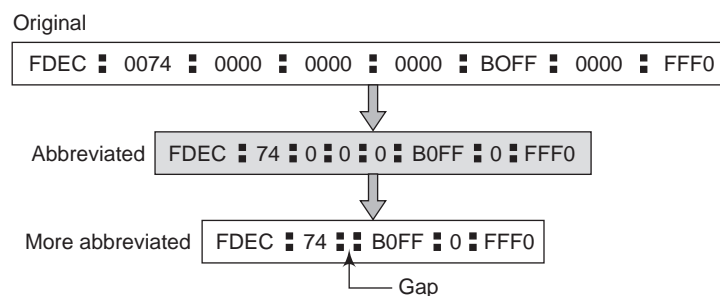 Original
FDEC : 0074 : 0000 : 0000 : 0000 : BOFF : 0000 : FFF0
Abbreviated FDEC : 74 : 0 : 0 : 0 : B0FF : 0 : FFF0
More abbreviated FDEC : 74 : : B0FF : 0 : FFF0
Gap